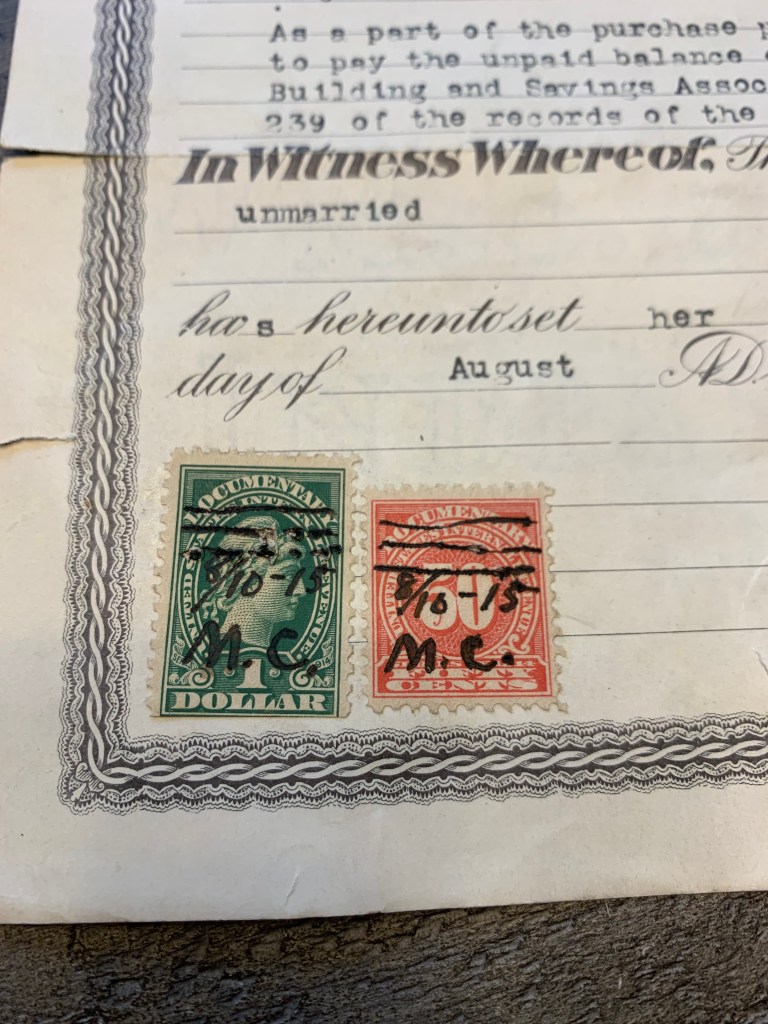 As a part of the purchase
to pay the unpaid balance
Building and Savings Assoc
239 of the records of the
In Witness Whereof,
unmarried
has hereunto set her
day of August A.D.
DOCUMENTARY
8/10-15
M.C.
1
DOLLAR
DOCUMENTARY
8/10-15
M.C.
50
CENTS